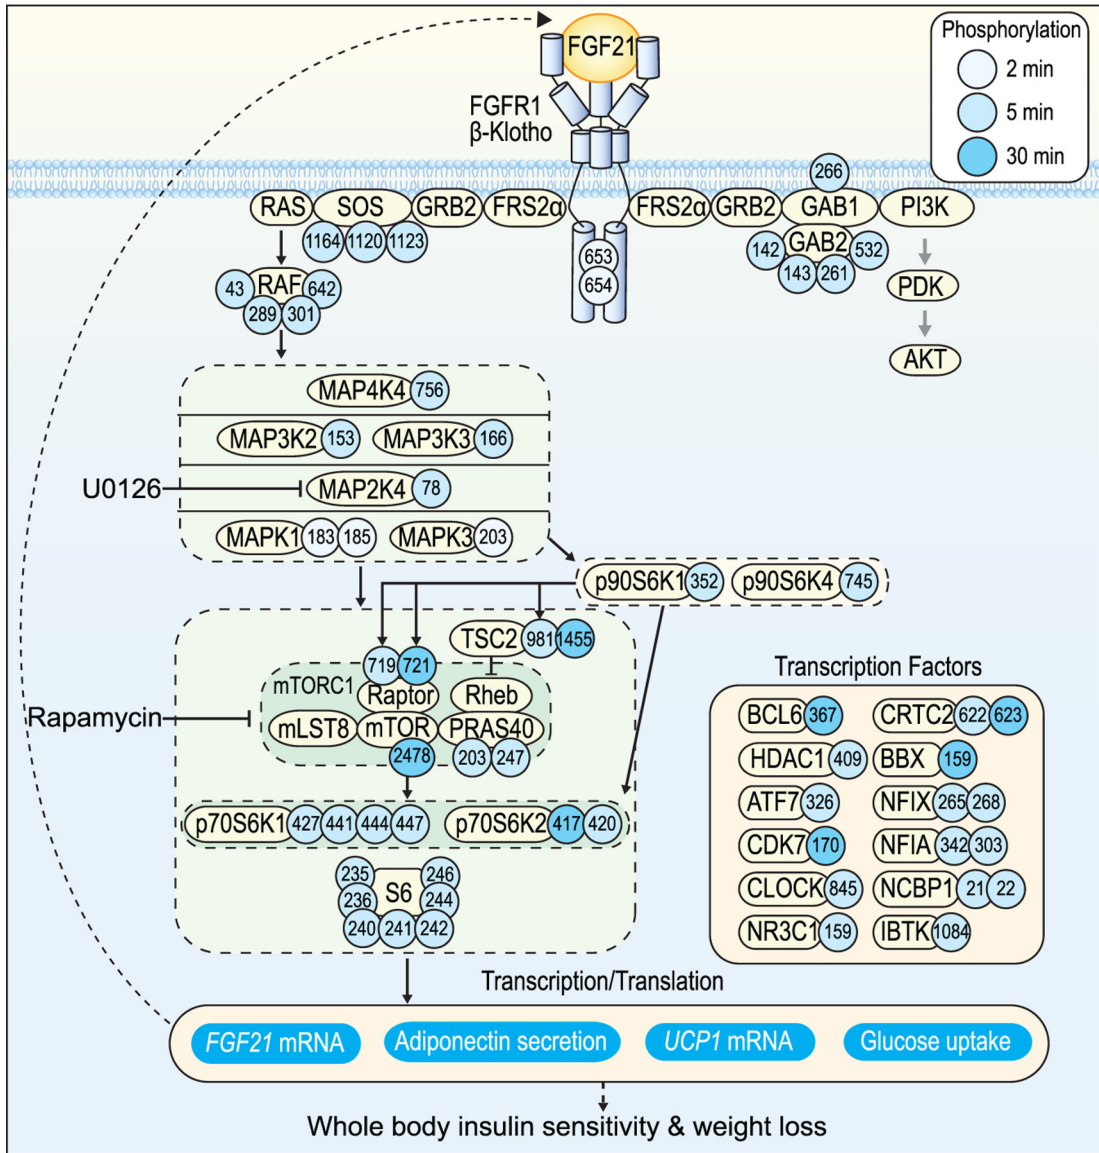 Phosphorylation
2 min
5 min
30 min
FGF21
FGFR1
β-Klotho
266
RAS SOS GRB2 FRS2α FRS2α GRB2 GAB1 PI3K
1164 1120 1123
142 GAB2 532
143 261
653
654
43 RAF 642
289 301
PDK
AKT
MAP4K4 756
MAP3K2 153 MAP3K3 166
U0126
MAP2K4 78
MAPK1 183 185 MAPK3 203
p90S6K1 352 p90S6K4 745
TSC2 981 1455
719 721
mTORC1
Raptor Rheb
Rapamycin
mLST8 mTOR PRAS40
2478 203 247
p70S6K1 427 441 444 447 p70S6K2 417 420
235 246
236 S6 244
240 241 242
Transcription Factors
BCL6 367 CRTC2 622 623
HDAC1 409 BBX 159
ATF7 326 NFIX 265 268
CDK7 170 NFIA 342 303
CLOCK 845 NCBP1 21 22
NR3C1 159 IBTK 1084
Transcription/Translation
FGF21 mRNA Adiponectin secretion UCP1 mRNA Glucose uptake
Whole body insulin sensitivity & weight loss